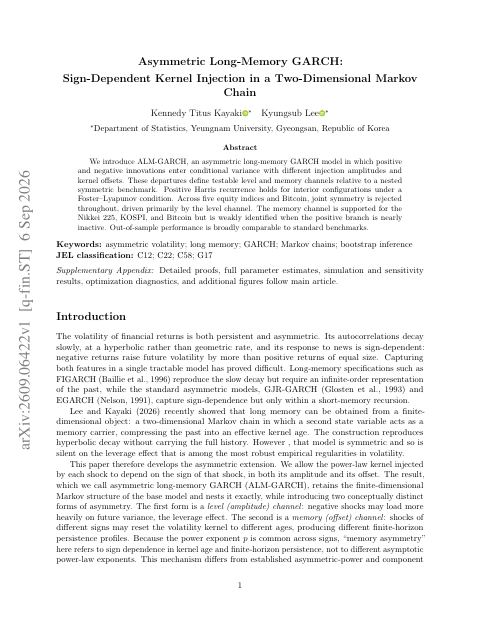 Asymmetric Long-Memory GARCH:
Sign-Dependent Kernel Injection in a Two-Dimensional Markov
Chain
Kennedy Titus Kayaki* Kyungsub Lee*
*Department of Statistics, Yeungnam University, Gyeongsan, Republic of Korea
Abstract
We introduce ALM-GARCH, an asymmetric long-memory GARCH model in which positive
and negative innovations enter conditional variance with different injection amplitudes and
kernel offsets. These departures define testable level and memory channels relative to a nested
symmetric benchmark. Positive Harris recurrence holds for interior configurations under a
Foster–Lyapunov condition. Across five equity indices and Bitcoin, joint symmetry is rejected
throughout, driven primarily by the level channel. The memory channel is supported for the
Nikkei 225, KOSPI, and Bitcoin but is weakly identified when the positive branch is nearly
inactive. Out-of-sample performance is broadly comparable to standard benchmarks.
Keywords: asymmetric volatility; long memory; GARCH; Markov chains; bootstrap inference
JEL classification: C12; C22; C58; G17
Supplementary Appendix: Detailed proofs, full parameter estimates, simulation and sensitivity
results, optimization diagnostics, and additional figures follow main article.
Introduction
The volatility of financial returns is both persistent and asymmetric. Its autocorrelations decay
slowly, at a hyperbolic rather than geometric rate, and its response to news is sign-dependent:
negative returns raise future volatility by more than positive returns of equal size. Capturing
both features in a single tractable model has proved difficult. Long-memory specifications such as
FIGARCH (Baillie et al., 1996) reproduce the slow decay but require an infinite-order representation
of the past, while the standard asymmetric models, GJR-GARCH (Glosten et al., 1993) and
EGARCH (Nelson, 1991), capture sign-dependence but only within a short-memory recursion.
Lee and Kayaki (2026) recently showed that long memory can be obtained from a finite-
dimensional object: a two-dimensional Markov chain in which a second state variable acts as a
memory carrier, compressing the past into an effective kernel age. The construction reproduces
hyperbolic decay without carrying the full history. However , that model is symmetric and so is
silent on the leverage effect that is among the most robust empirical regularities in volatility.
This paper therefore develops the asymmetric extension. We allow the power-law kernel injected
by each shock to depend on the sign of that shock, in both its amplitude and its offset. The result,
which we call asymmetric long-memory GARCH (ALM-GARCH), retains the finite-dimensional
Markov structure of the base model and nests it exactly, while introducing two conceptually distinct
forms of asymmetry. The first form is a level (amplitude) channel: negative shocks may load more
heavily on future variance, the leverage effect. The second is a memory (offset) channel: shocks of
different signs may reset the volatility kernel to different ages, producing different finite-horizon
persistence profiles. Because the power exponent p is common across signs, “memory asymmetry”
here refers to sign dependence in kernel age and finite-horizon persistence, not to different asymptotic
power-law exponents. This mechanism differs from established asymmetric-power and component
1
arXiv:2609.06422v1 [q-fin.ST] 6 Sep 2026